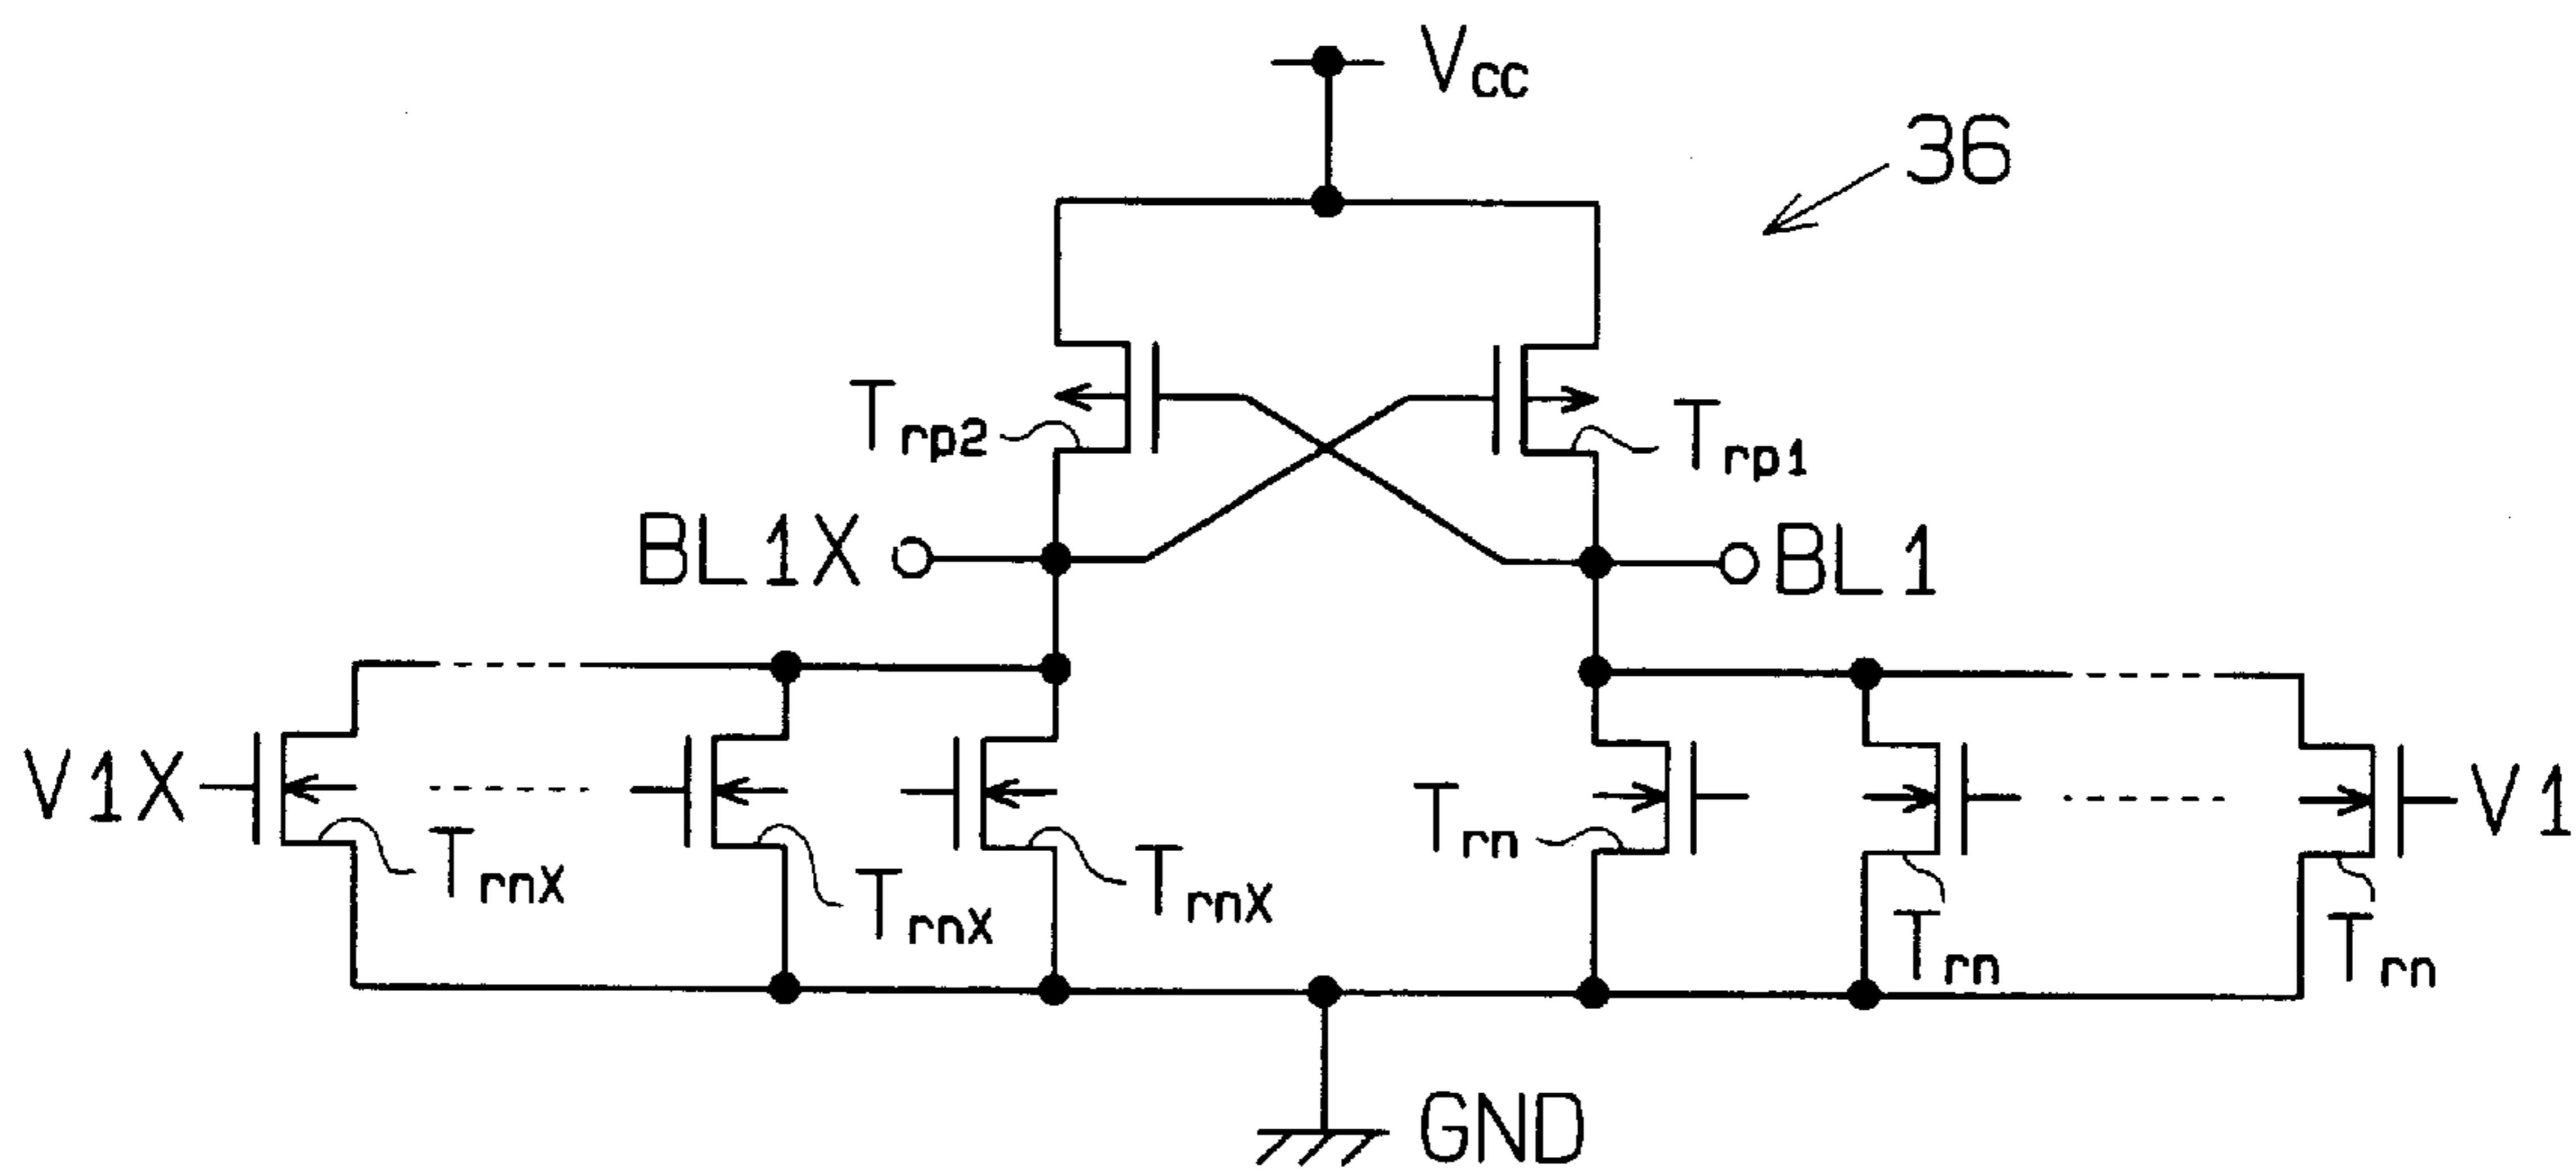 Vcc
36
Trp2
Trp1
BL1X
BL1
V1X
V1
TrnX
TrnX
TrnX
Trn
Trn
Trn
GND